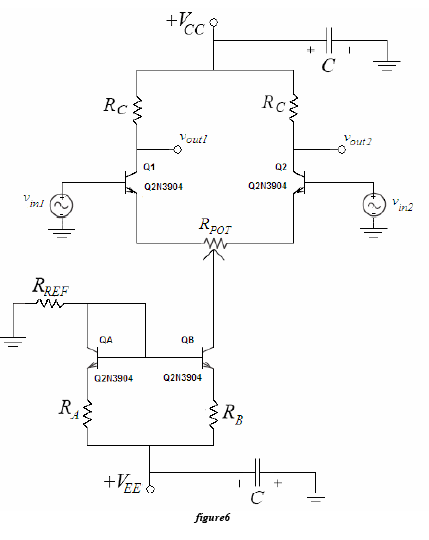 +VCC
+ -
C
RC
RC
vout1
vout2
Q1
Q2
Q2N3904
Q2N3904
vin1
+
-
+
-
vin2
RPOT
RREF
QA
QB
Q2N3904
Q2N3904
RA
RB
+VEE
- +
C
figure6